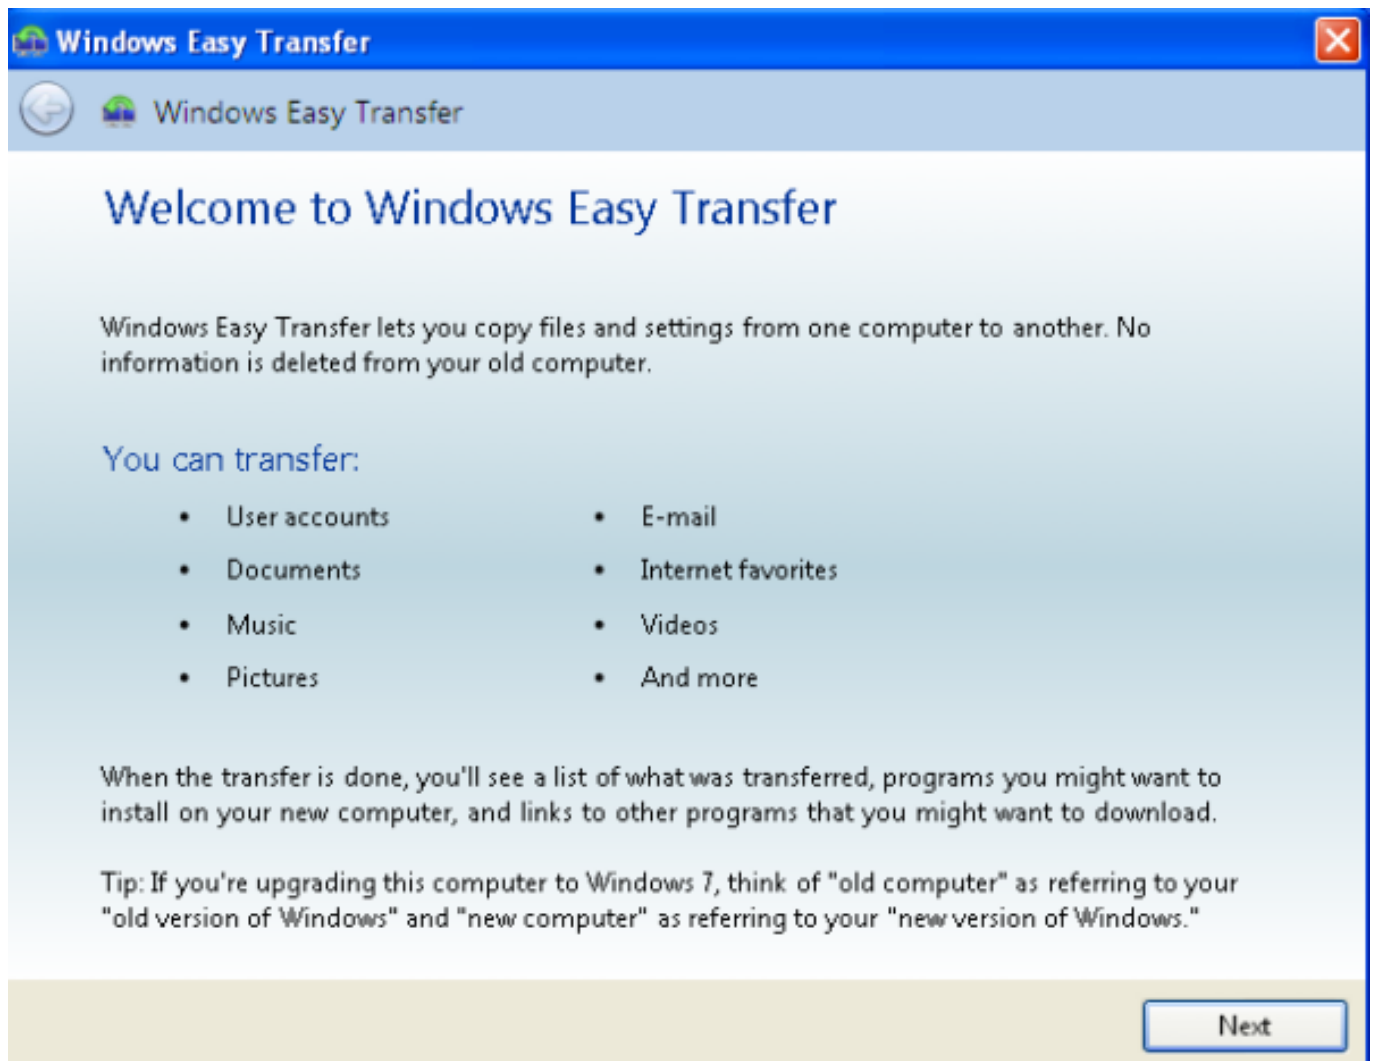 Windows Easy Transfer
Windows Easy Transfer
Welcome to Windows Easy Transfer
Windows Easy Transfer lets you copy files and settings from one computer to another. No
information is deleted from your old computer.
You can transfer:
• User accounts
• Documents
• Music
• Pictures
• E-mail
• Internet favorites
• Videos
• And more
When the transfer is done, you'll see a list of what was transferred, programs you might want to
install on your new computer, and links to other programs that you might want to download.
Tip: If you're upgrading this computer to Windows 7, think of "old computer" as referring to your
"old version of Windows" and "new computer" as referring to your "new version of Windows."
Next